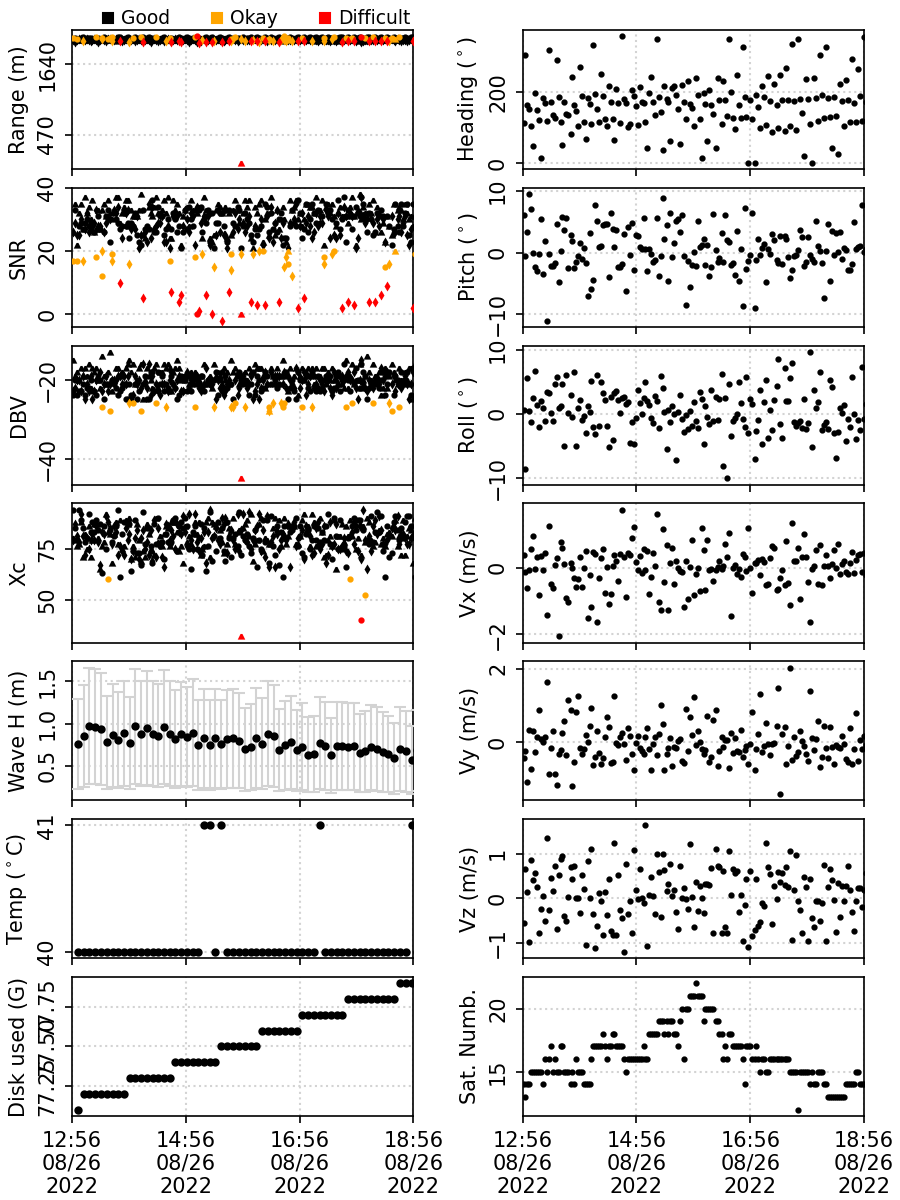 Good Okay Difficult
Range (m)
1640
470
Heading (°)
200
0
SNR
40
20
0
Pitch (°)
10
0
−10
DBV
−20
−40
Roll (°)
10
0
−10
Xc
75
50
Vx (m/s)
0
−2
Wave H (m)
1.5
1.0
0.5
Vy (m/s)
2
0
Temp (°C)
41
40
Vz (m/s)
1
0
−1
Disk used (G)
77.75
77.50
77.25
Sat. Numb.
20
15
12:56 14:56 16:56 18:56 12:56 14:56 16:56 18:56
08/26 08/26 08/26 08/26 08/26 08/26 08/26 08/26
2022 2022 2022 2022 2022 2022 2022 2022